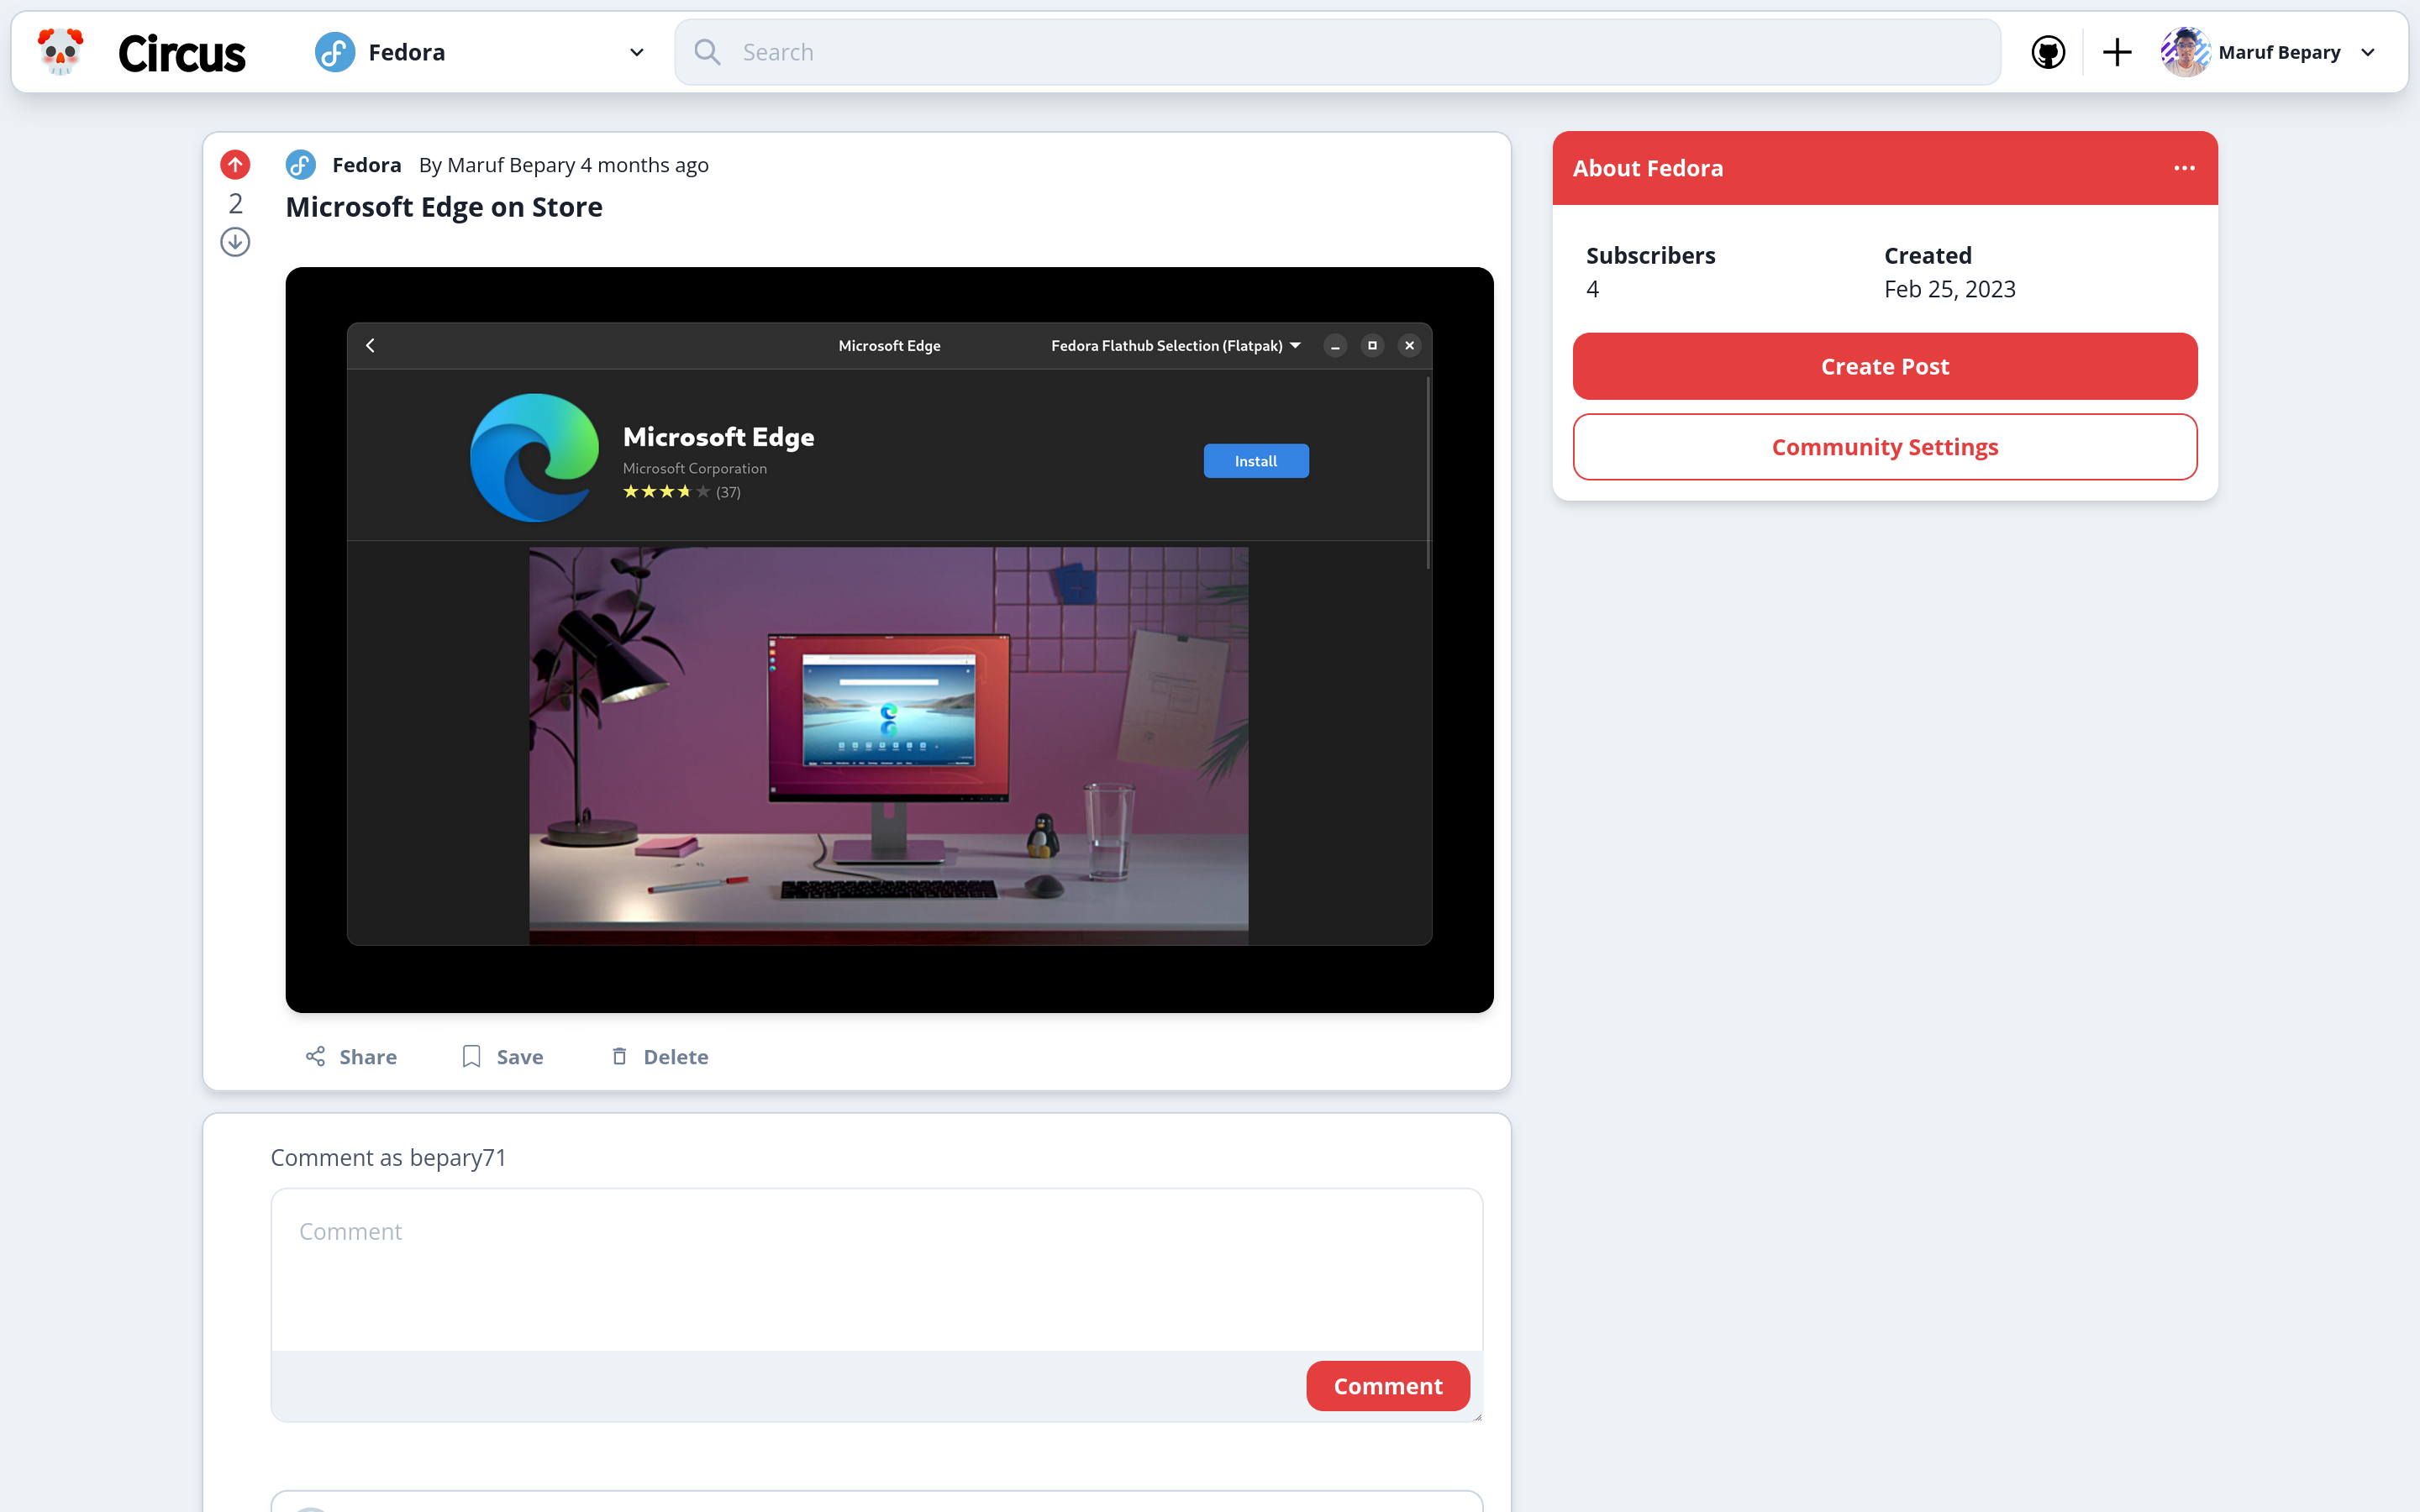 Circus
Fedora
Search
Maruf Bepary
Fedora By Maruf Bepary 4 months ago
2
Microsoft Edge on Store
Microsoft Edge
Fedora Flathub Selection (Flatpak)
Microsoft Edge
Microsoft Corporation
(37)
Install
Share
Save
Delete
Comment as bepary71
Comment
Comment
About Fedora
Subscribers
Created
4
Feb 25, 2023
Create Post
Community Settings